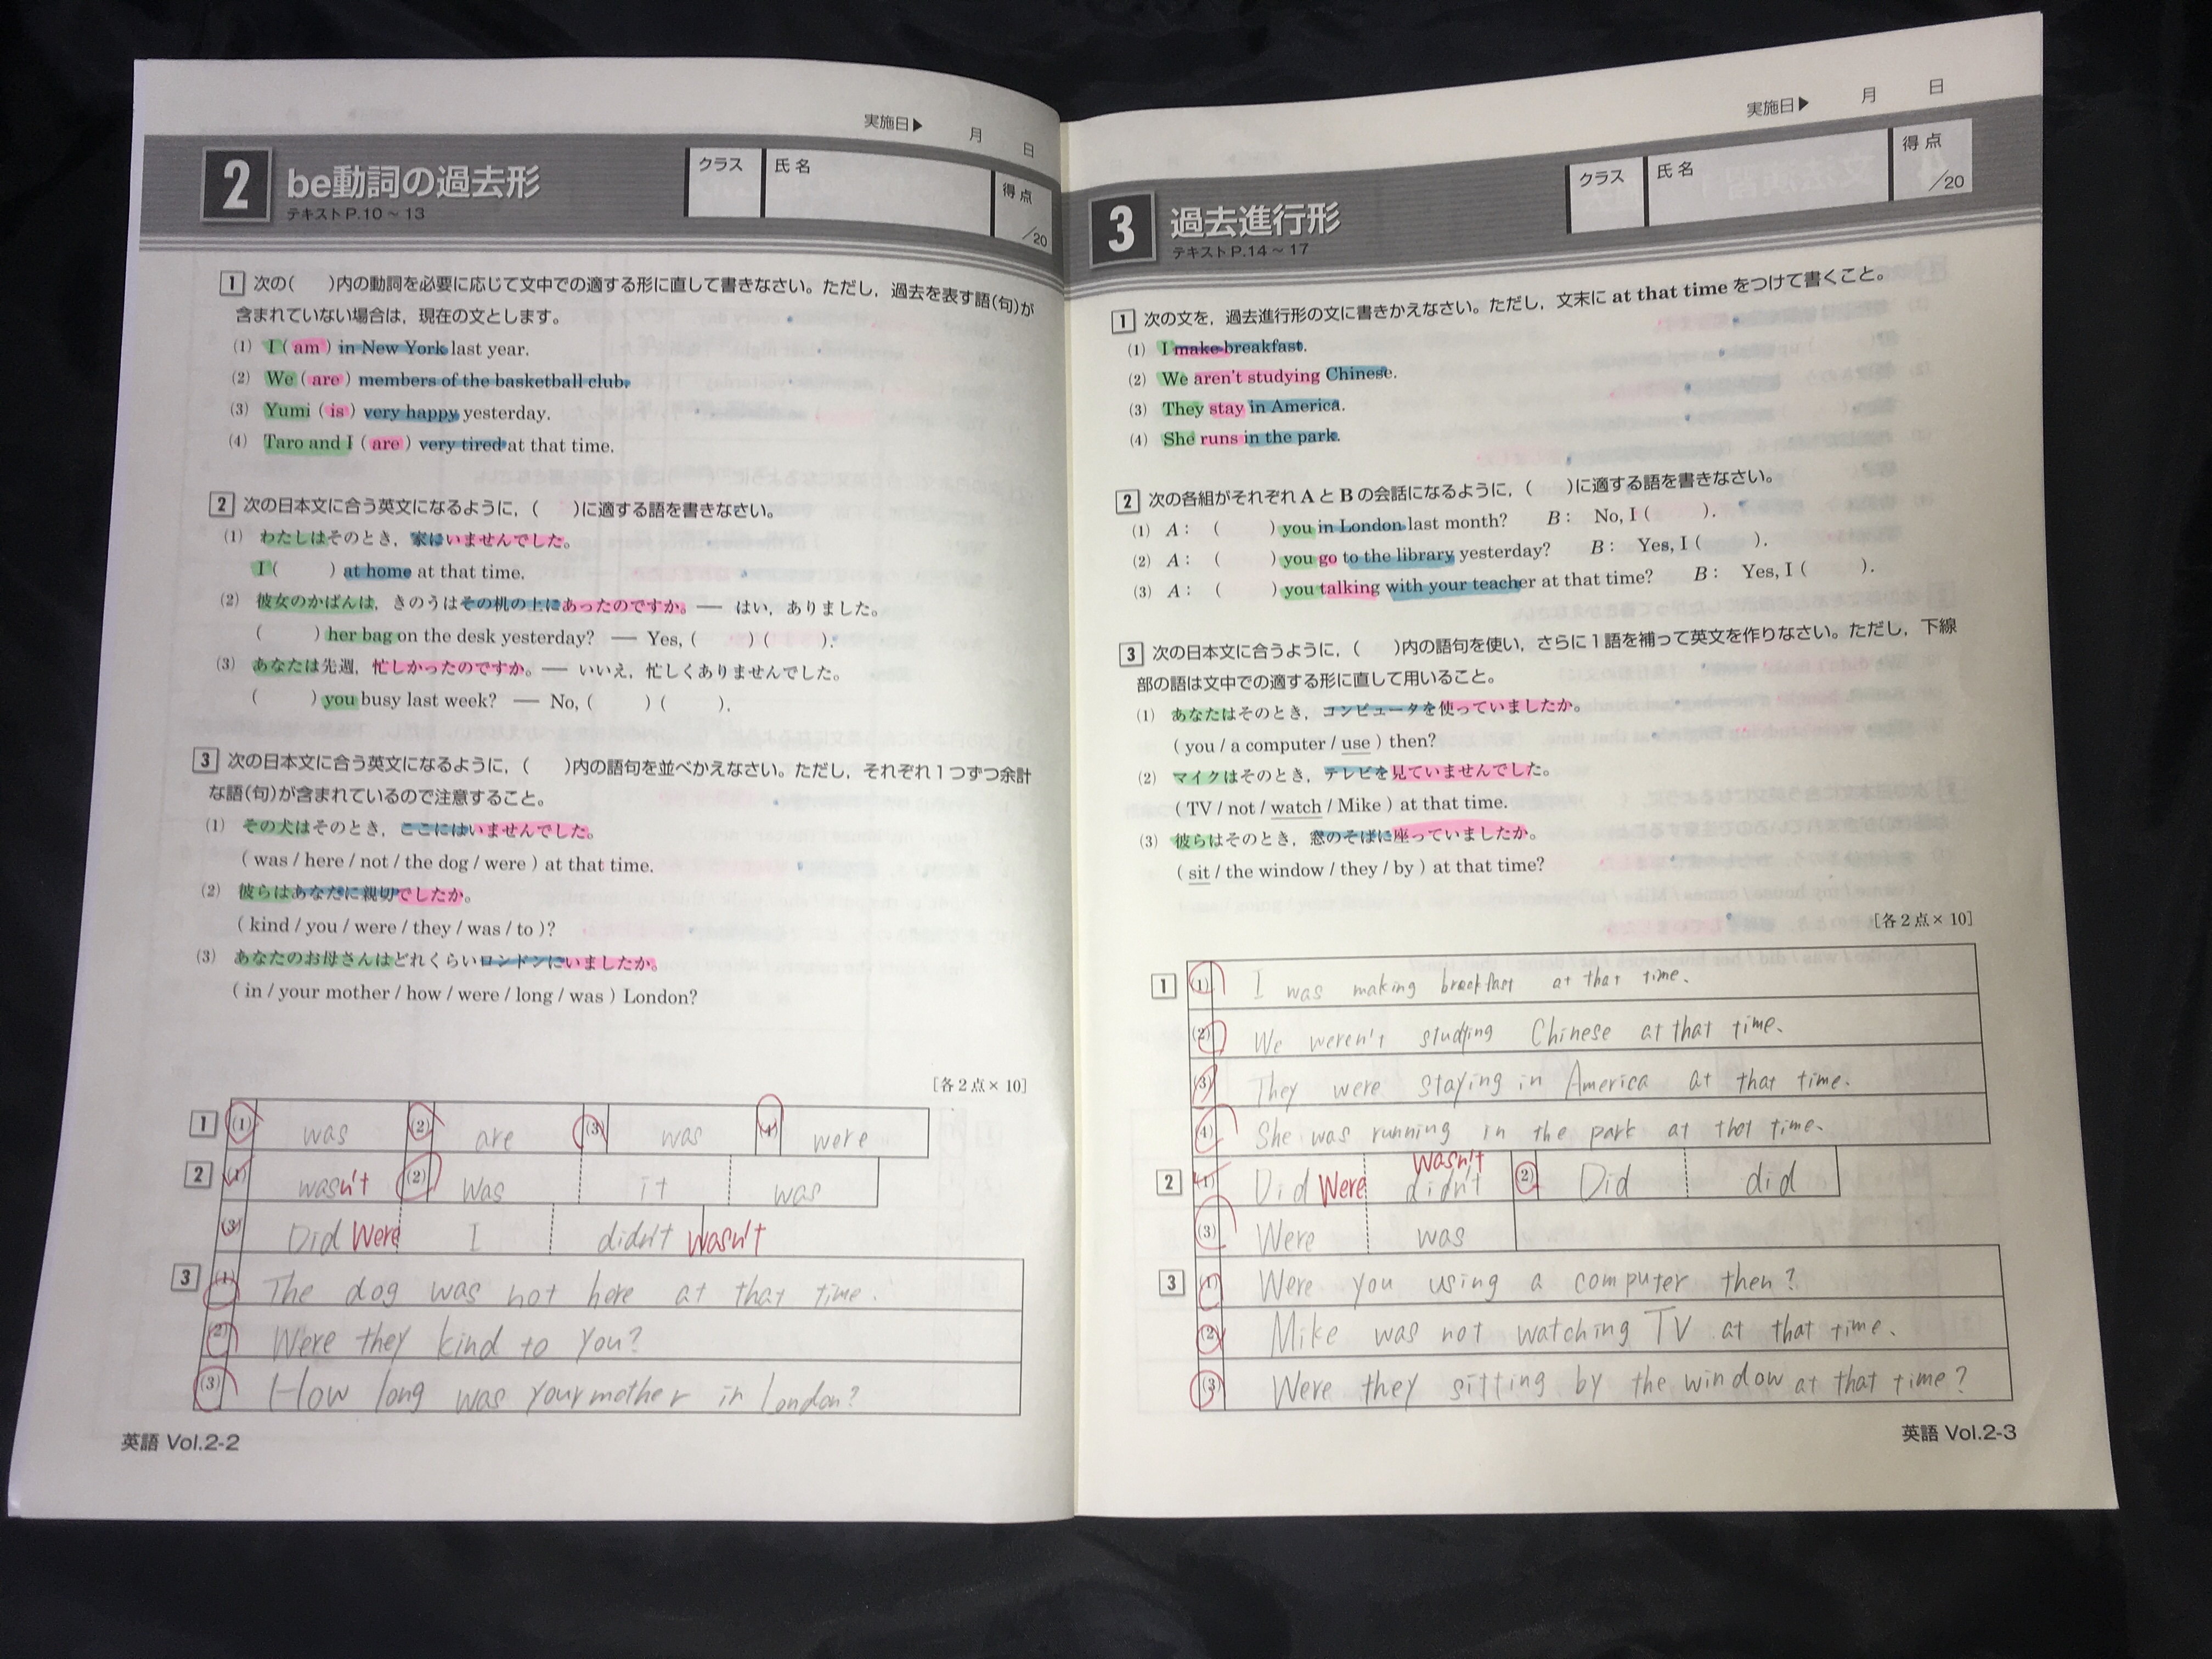 実施日▶ 月 日
2 be動詞の過去形
テキストP.10～13
クラス 氏名 得点 /20
1 次の( )内の動詞を必要に応じて文中での適する形に直して書きなさい。ただし，過去を表す語(句)が
含まれていない場合は，現在の文とします。
(1) I ( am ) in New York last year.
(2) We ( are ) members of the basketball club.
(3) Yumi ( is ) very happy yesterday.
(4) Taro and I ( are ) very tired at that time.
2 次の日本文に合う英文になるように，( )に適する語を書きなさい。
(1) わたしはそのとき，家にいませんでした。
I ( ) at home at that time.
(2) 彼女のかばんは，きのうはその机の上にあったのですか。— はい，ありました。
( ) her bag on the desk yesterday? — Yes, ( ) ( ).
(3) あなたは先週，忙しかったのですか。— いいえ，忙しくありませんでした。
( ) you busy last week? — No, ( ) ( ).
3 次の日本文に合う英文になるように，( )内の語句を並べかえなさい。ただし，それぞれ1つずつ余計
な語(句)が含まれているので注意すること。
(1) その犬はそのとき，ここにはいませんでした。
( was / here / not / the dog / were ) at that time.
(2) 彼らはあなたに親切でしたか。
( kind / you / were / they / was / to )?
(3) あなたのお母さんはどれくらいロンドンにいましたか。
( in / your mother / how / were / long / was ) London?
[各2点×10]
1 (1) was (2) are (3) was (4) were
2 (1) wasn't (2) Was it was
(3) Did Were I didn't wasn't
3 (1) The dog was not here at that time.
(2) Were they kind to you?
(3) How long was your mother in London?
英語 Vol.2-2
実施日▶ 月 日
3 過去進行形
テキストP.14～17
クラス 氏名 得点 /20
1 次の文を，過去進行形の文に書きかえなさい。ただし，文末に at that time をつけて書くこと。
(1) I make breakfast.
(2) We aren't studying Chinese.
(3) They stay in America.
(4) She runs in the park.
2 次の各組がそれぞれ A と B の会話になるように，( )に適する語を書きなさい。
(1) A: ( ) you in London last month? B: No, I ( ).
(2) A: ( ) you go to the library yesterday? B: Yes, I ( ).
(3) A: ( ) you talking with your teacher at that time? B: Yes, I ( ).
3 次の日本文に合うように，( )内の語句を使い，さらに1語を補って英文を作りなさい。ただし，下線
部の語は文中での適する形に直して用いること。
(1) あなたはそのとき，コンピュータを使っていましたか。
( you / a computer / use ) then?
(2) マイクはそのとき，テレビを見ていませんでした。
( TV / not / watch / Mike ) at that time.
(3) 彼らはそのとき，窓のそばに座っていましたか。
( sit / the window / they / by ) at that time?
[各2点×10]
1 (1) I was making breakfast at that time.
(2) We weren't studying Chinese at that time.
(3) They were staying in America at that time.
(4) She was running in the park at that time.
2 (1) Did Were didn't wasn't (2) Did did
(3) Were was
3 (1) Were you using a computer then?
(2) Mike was not watching TV at that time.
(3) Were they sitting by the window at that time?
英語 Vol.2-3